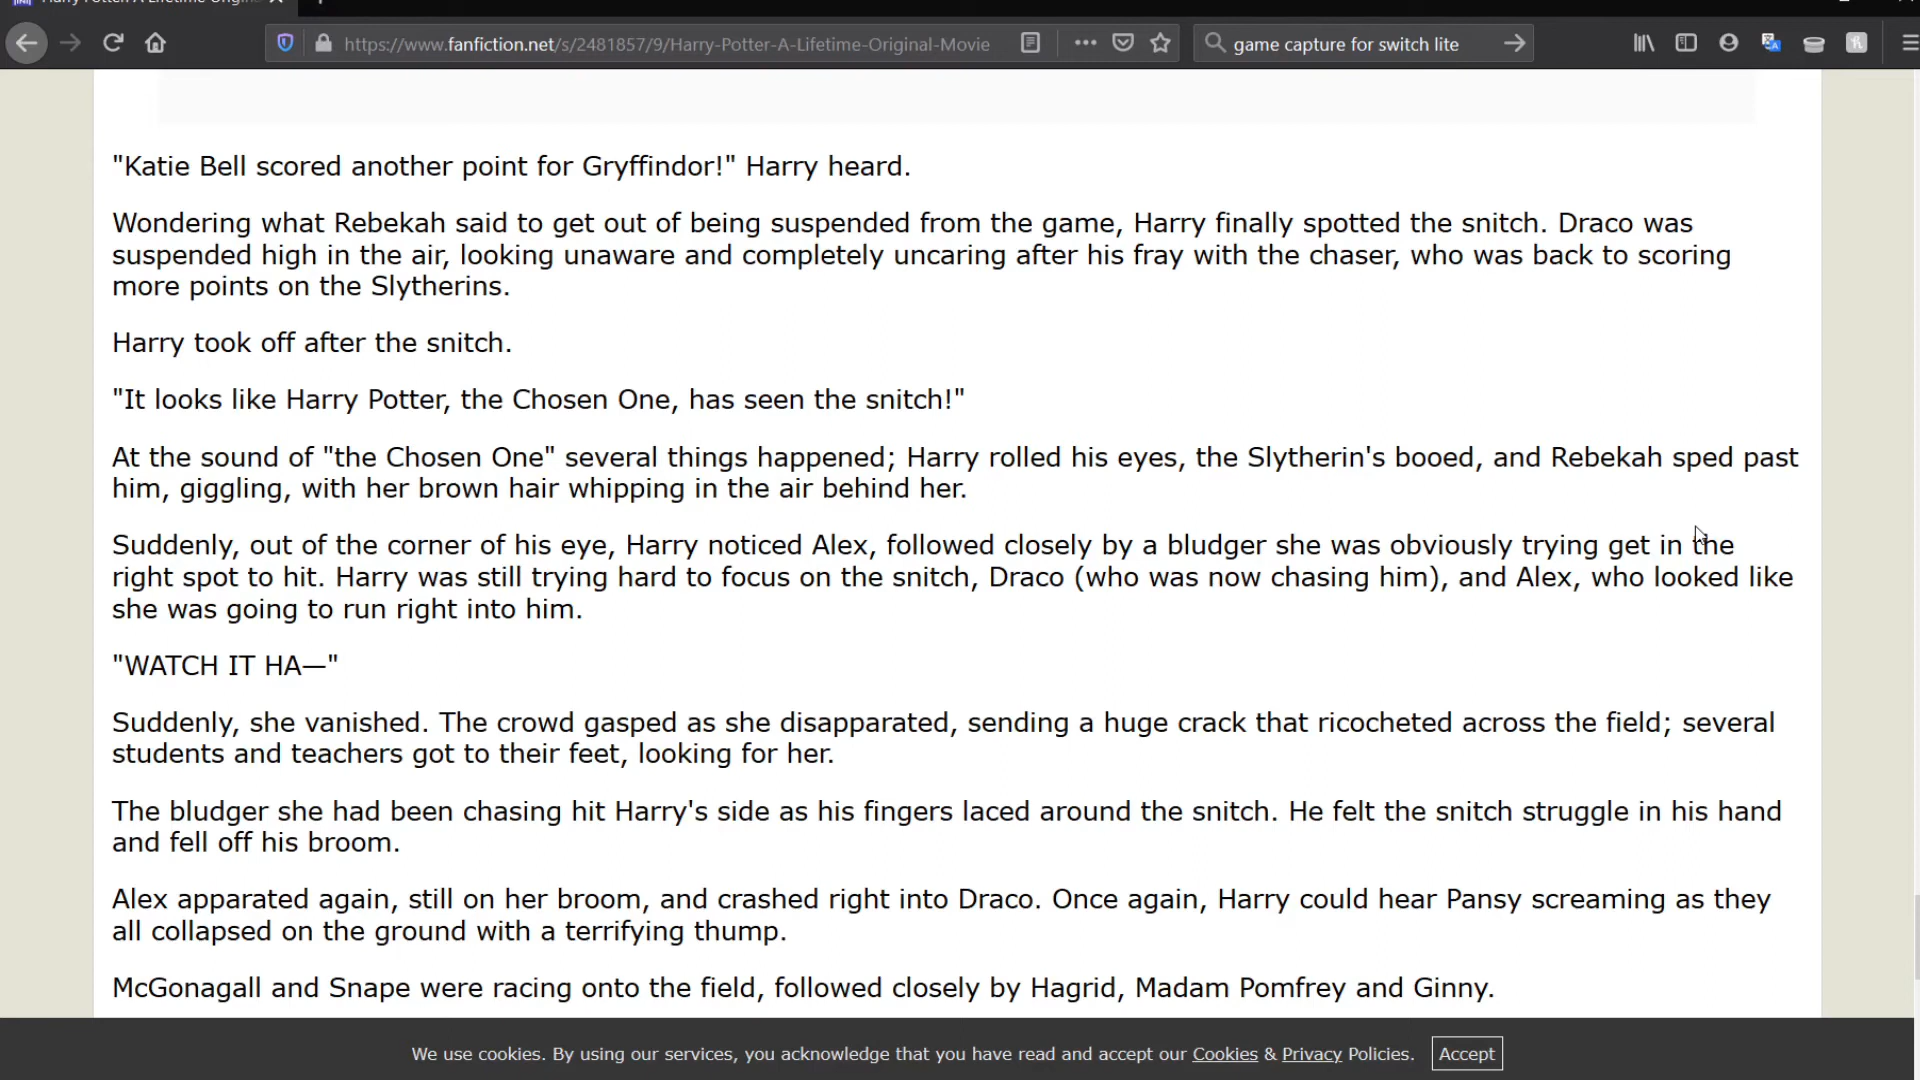 https://www.fanfiction.net/s/2481857/9/Harry-Potter-A-Lifetime-Original-Movie
game capture for switch lite
"Katie Bell scored another point for Gryffindor!" Harry heard.
Wondering what Rebekah said to get out of being suspended from the game, Harry finally spotted the snitch. Draco was
suspended high in the air, looking unaware and completely uncaring after his fray with the chaser, who was back to scoring
more points on the Slytherins.
Harry took off after the snitch.
"It looks like Harry Potter, the Chosen One, has seen the snitch!"
At the sound of "the Chosen One" several things happened; Harry rolled his eyes, the Slytherin's booed, and Rebekah sped past
him, giggling, with her brown hair whipping in the air behind her.
Suddenly, out of the corner of his eye, Harry noticed Alex, followed closely by a bludger she was obviously trying get in the
right spot to hit. Harry was still trying hard to focus on the snitch, Draco (who was now chasing him), and Alex, who looked like
she was going to run right into him.
"WATCH IT HA—"
Suddenly, she vanished. The crowd gasped as she disapparated, sending a huge crack that ricocheted across the field; several
students and teachers got to their feet, looking for her.
The bludger she had been chasing hit Harry's side as his fingers laced around the snitch. He felt the snitch struggle in his hand
and fell off his broom.
Alex apparated again, still on her broom, and crashed right into Draco. Once again, Harry could hear Pansy screaming as they
all collapsed on the ground with a terrifying thump.
McGonagall and Snape were racing onto the field, followed closely by Hagrid, Madam Pomfrey and Ginny.
We use cookies. By using our services, you acknowledge that you have read and accept our Cookies & Privacy Policies. Accept